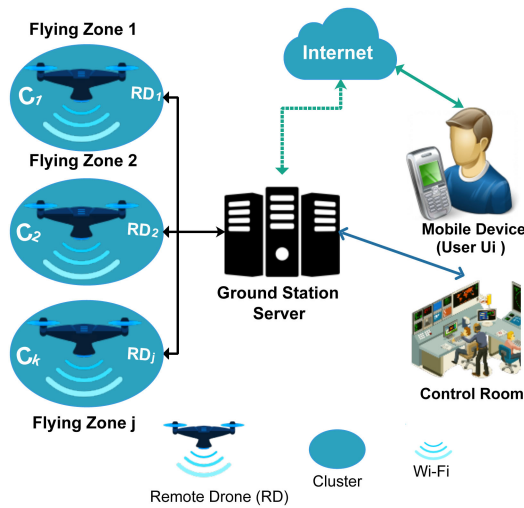 Flying Zone 1
C1
RD1
Flying Zone 2
C2
RD2
Ck
RDj
Flying Zone j
Internet
Ground Station
Server
Mobile Device
(User Ui )
Control Room
Remote Drone (RD)
Cluster
Wi-Fi